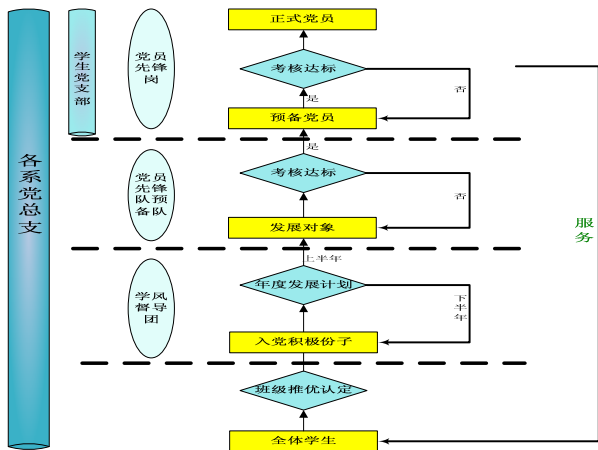 各系党总支
学生党支部
党员
先锋
岗
正式党员
考核达标
否
是
预备党员
是
党员
先锋
队预
备队
考核达标
否
发展对象
服务
上半年
学风
督导
团
年度发展计划
下半年
入党积极份子
班级推优认定
全体学生